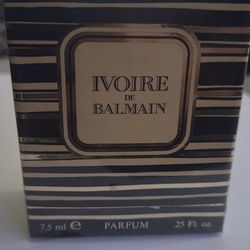 IVOIRE
DE
BALMAIN
7,5 ml e PARFUM .25 Fl. oz.